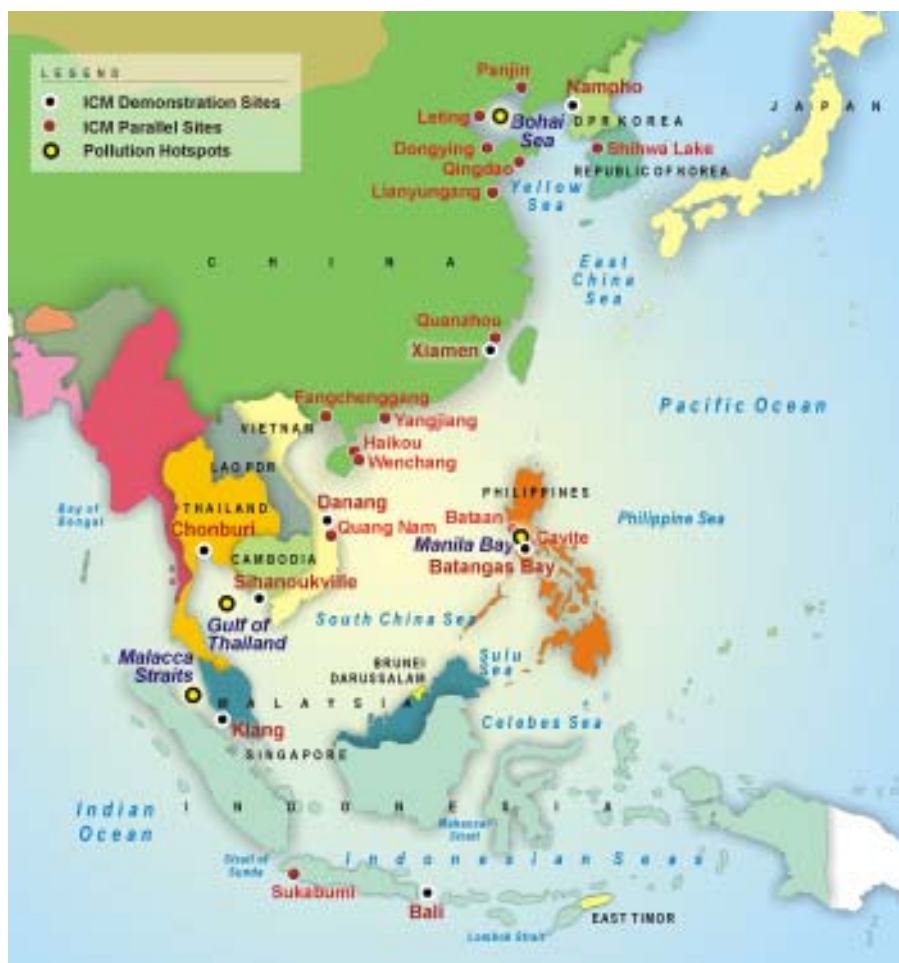 LEGEND
ICM Demonstration Sites
ICM Parallel Sites
Pollution Hotspots
Panjin
Nampho
JAPAN
Leting
Bohai
Sea
DPR KOREA
Dongying
Shihwa Lake
Qingdao
REPUBLIC OF KOREA
Lianyungang
Yellow
Sea
CHINA
East
China
Sea
Quanzhou
Xiamen
Fangchenggang
Pacific Ocean
VIETNAM
Yangjiang
Haikou
LAO PDR
Wenchang
PHILIPPINES
Bay of
Bengal
THAILAND
Danang
Bataan
Philippine Sea
Chonburi
Quang Nam
Cavite
Manila Bay
CAMBODIA
Batangas Bay
Sihanoukville
Gulf of
Thailand
South China Sea
Malacca
Straits
Sulu
Sea
BRUNEI
DARUSSALAM
MALAYSIA
Celebes Sea
Klang
SINGAPORE
Indian
Ocean
INDONESIA
Strait
Strait of
Sunda
Indonesian Seas
Sukabumi
Bali
EAST TIMOR
Lombok Strait